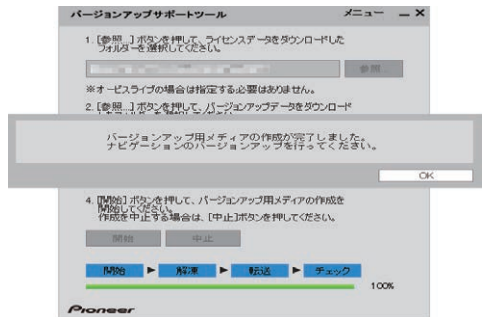 バージョンアップサポートツール
メニュー
1. [参照...] ボタンを押して、ライセンスデータをダウンロードした
フォルダーを選択してください。
参照...
※オービスライブの場合は指定する必要はありません。
2. [参照...] ボタンを押して、バージョンアップデータをダウンロード
バージョンアップ用メディアの作成が完了しました。
ナビゲーションのバージョンアップを行ってください。
OK
4. [開始] ボタンを押して、バージョンアップ用メディアの作成を
開始してください。
作成を中止する場合は、[中止]ボタンを押してください。
開始
中止
開始 ▶ 解凍 ▶ 転送 ▶ チェック
100%
Pioneer